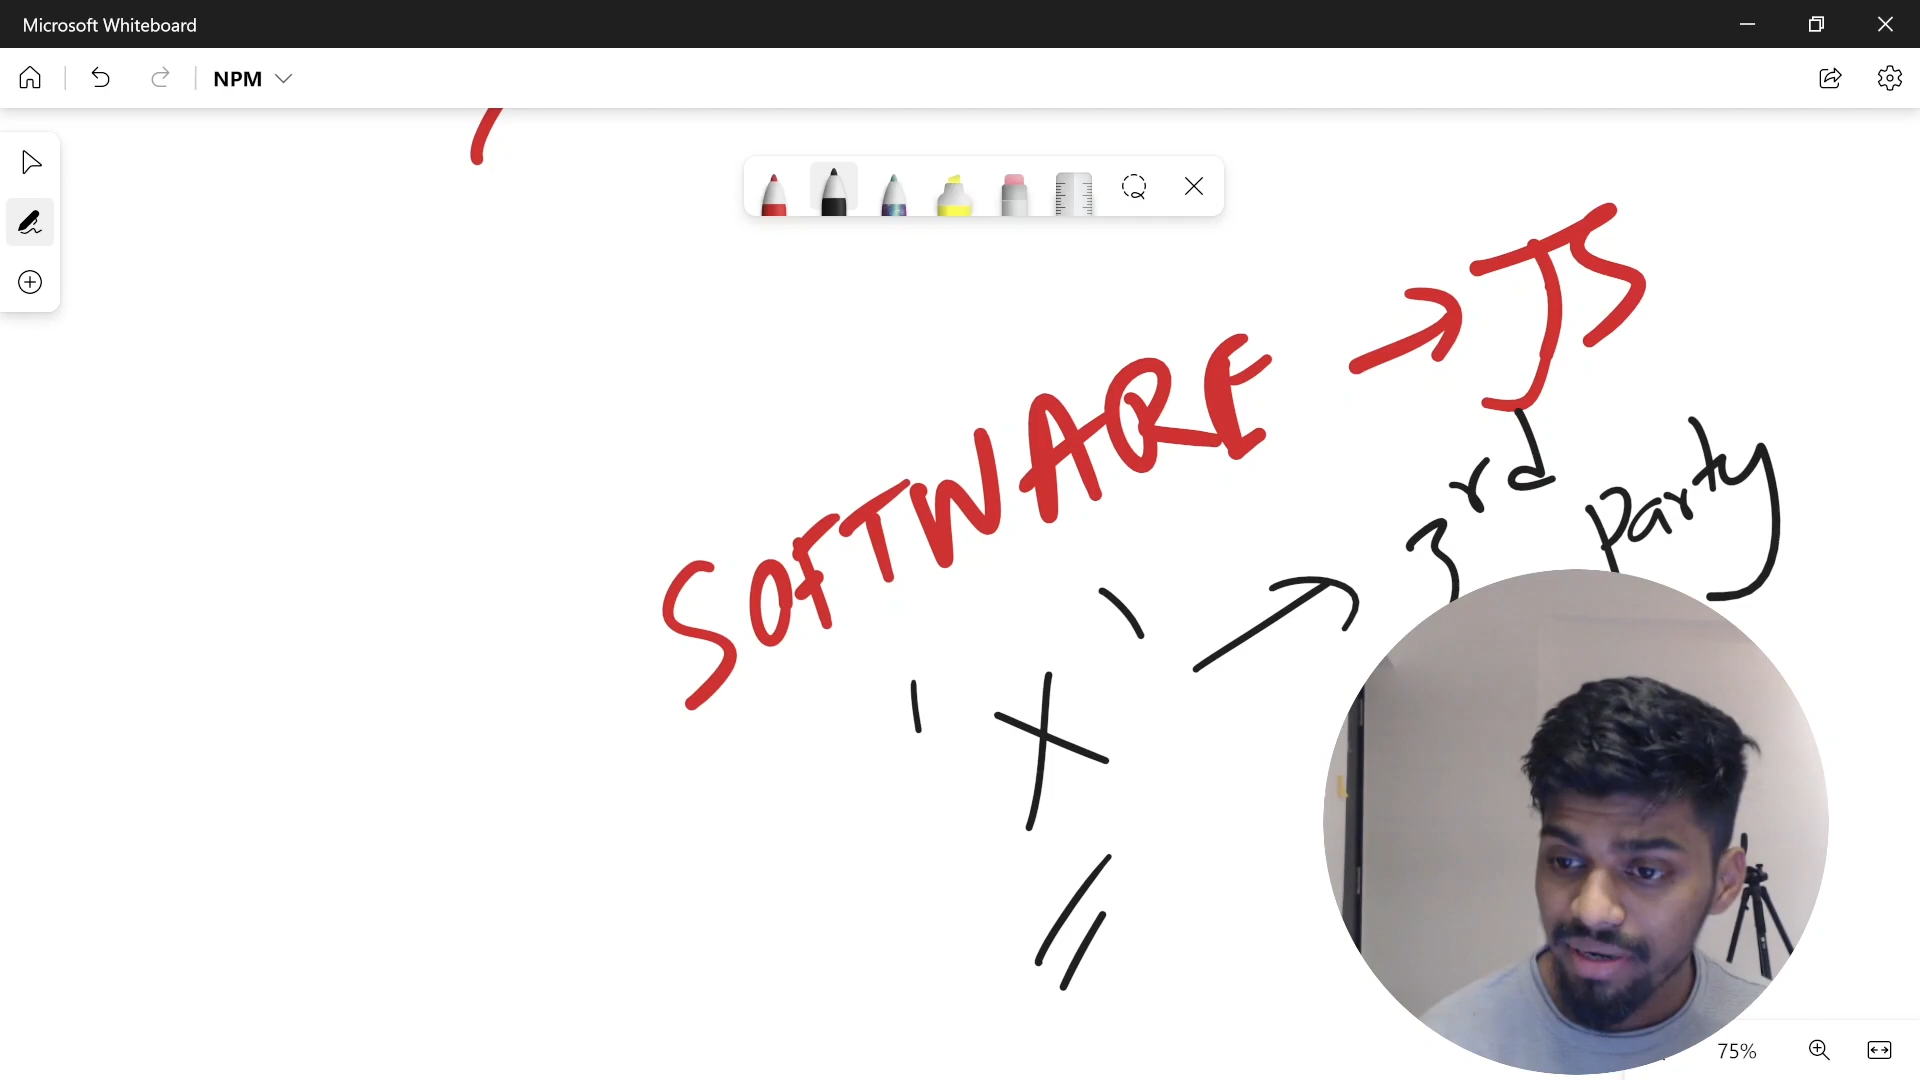 Microsoft Whiteboard
NPM
SOFTWARE → JS
'X' → 3rd party
75%